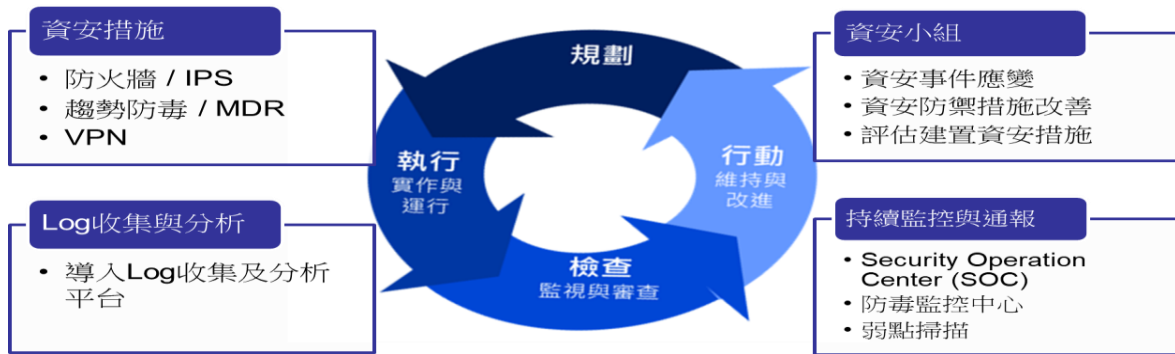 資安措施
• 防火牆 / IPS
• 趨勢防毒 / MDR
• VPN
Log收集與分析
• 導入Log收集及分析
平台
規劃
執行
實作與
運行
行動
維持與
改進
檢查
監視與審查
資安小組
• 資安事件應變
• 資安防禦措施改善
• 評估建置資安措施
持續監控與通報
• Security Operation
Center (SOC)
• 防毒監控中心
• 弱點掃描